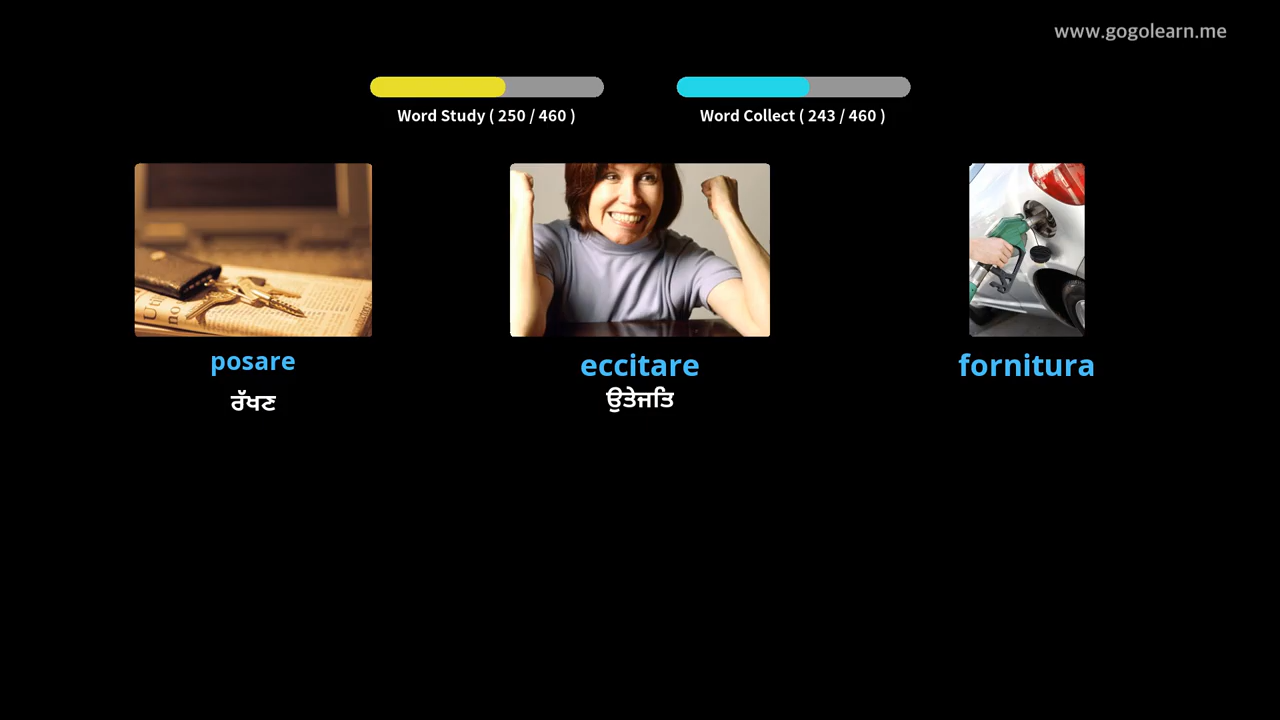 www.gogolearn.me
Word Study ( 250 / 460 )
Word Collect ( 243 / 460 )
posare
ਰੱਖਣ
eccitare
ਉਤੇਜਤਿ
fornitura